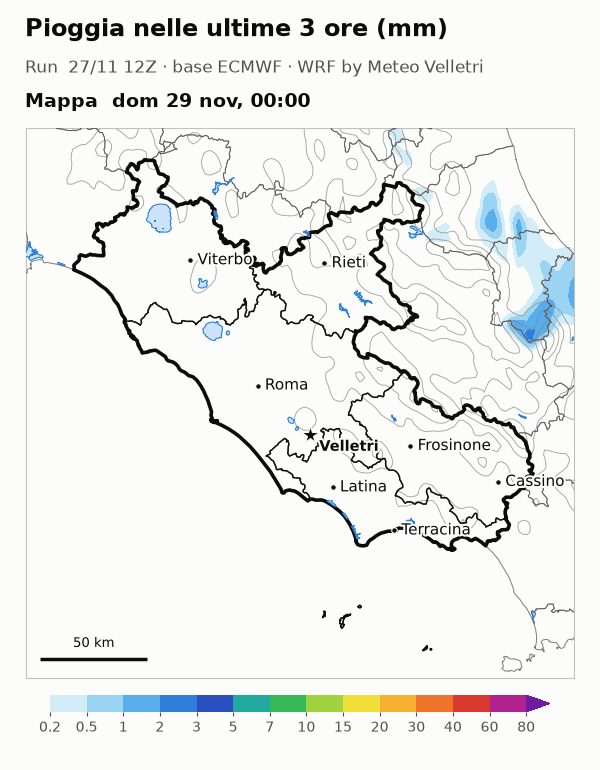 Pioggia nelle ultime 3 ore (mm)
Run  27/11 12Z · base ECMWF · WRF by Meteo Velletri
Mappa  dom 29 nov, 00:00
Viterbo
Rieti
Roma
Velletri
Frosinone
Latina
Cassino
Terracina
50 km
0.2 0.5 1 2 3 5 7 10 15 20 30 40 60 80